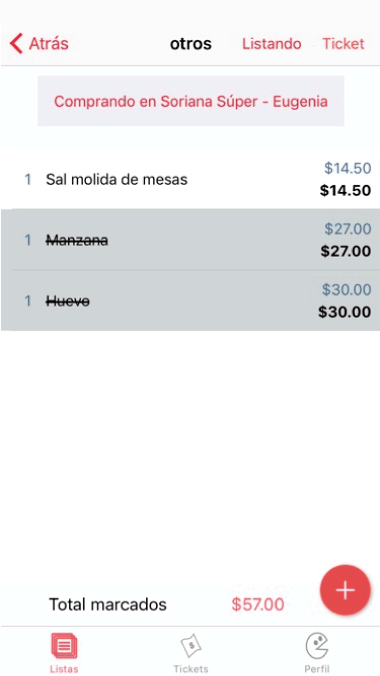 Atrás otros Listando Ticket
Comprando en Soriana Súper - Eugenia
1 Sal molida de mesas $14.50
$14.50
1 Manzana $27.00
$27.00
1 Huevo $30.00
$30.00
Total marcados $57.00
Listas Tickets Perfil